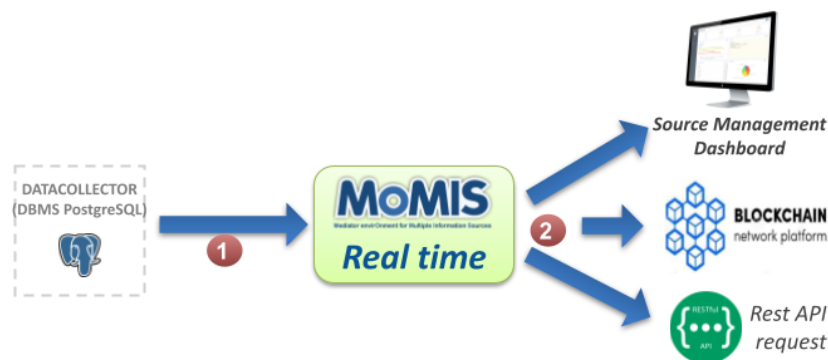 Source Management
Dashboard
DATACOLLECTOR
(DBMS PostgreSQL)
1
MOMIS
Mediator environment for Multiple Information Sources
Real time
2
BLOCKCHAIN
network platform
RESTful
{•••}
API
Rest API
request